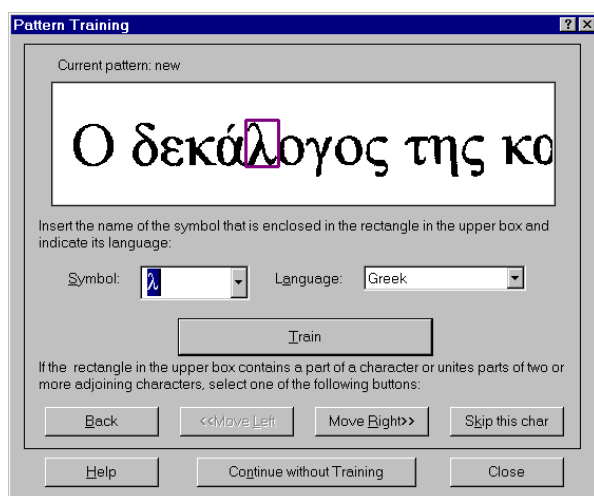 Pattern Training
Current pattern: new
Ο δεκάλογος της κο
Insert the name of the symbol that is enclosed in the rectangle in the upper box and
indicate its language:
Symbol: λ Language: Greek
Train
If the rectangle in the upper box contains a part of a character or unites parts of two or
more adjoining characters, select one of the following buttons:
Back <<Move Left Move Right>> Skip this char
Help Continue without Training Close